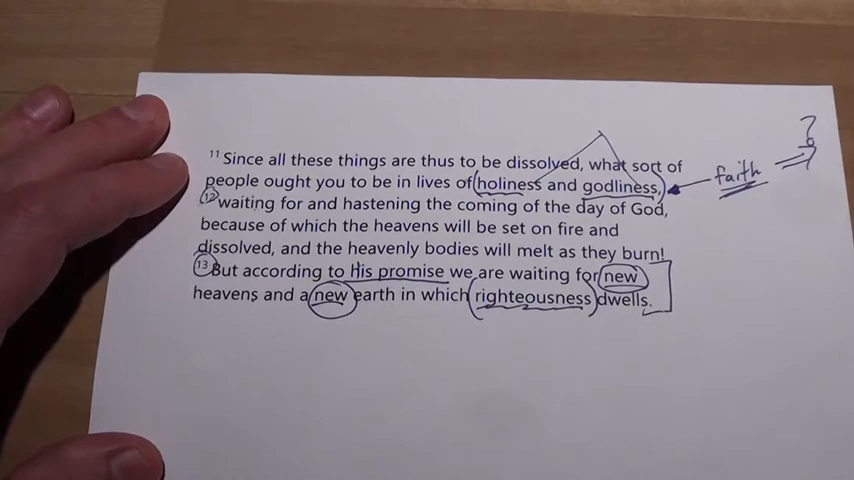 11 Since all these things are thus to be dissolved, what sort of
people ought you to be in lives of holiness and godliness,
12 waiting for and hastening the coming of the day of God,
because of which the heavens will be set on fire and
dissolved, and the heavenly bodies will melt as they burn!
13 But according to his promise we are waiting for new
heavens and a new earth in which righteousness dwells.
faith
?